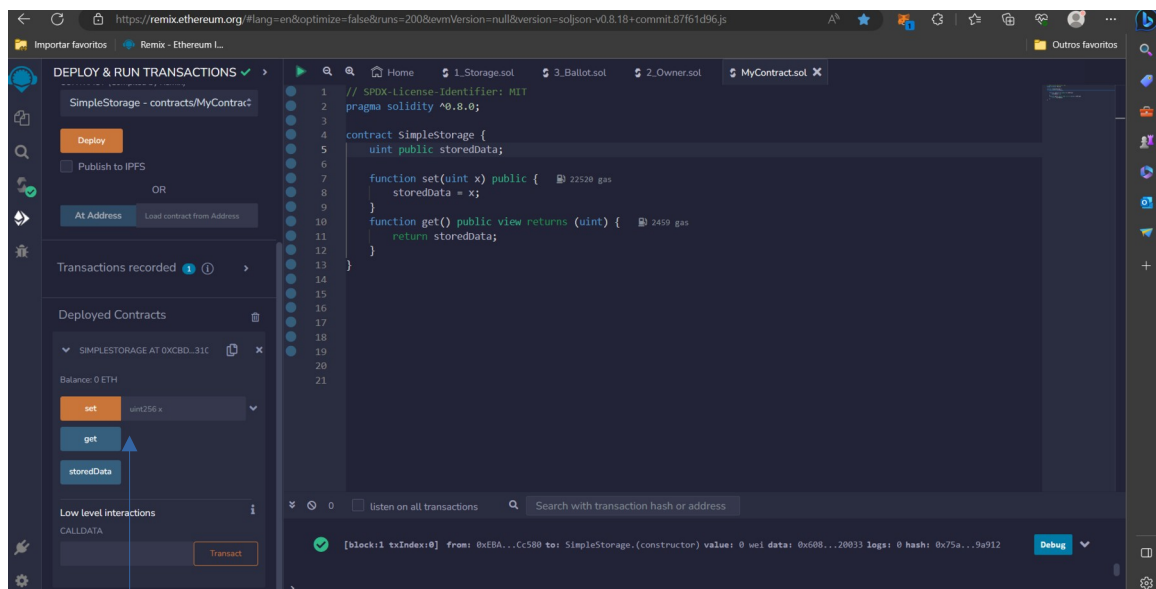 https://remix.ethereum.org/#lang=en&optimize=false&runs=200&evmVersion=null&version=soljson-v0.8.18+commit.87f61d96.js
Importar favoritos
Remix - Ethereum I...
Outros favoritos
DEPLOY & RUN TRANSACTIONS
SimpleStorage - contracts/MyContrac
Deploy
Publish to IPFS
OR
At Address
Load contract from Address
Transactions recorded 1
Deployed Contracts
SIMPLESTORAGE AT 0XCBD...31C
Balance: 0 ETH
set
uint256 x
get
storedData
Low level interactions
CALLDATA
Transact
Home
1_Storage.sol
3_Ballot.sol
2_Owner.sol
MyContract.sol
1 // SPDX-License-Identifier: MIT
2 pragma solidity ^0.8.0;
3
4 contract SimpleStorage {
5 uint public storedData;
6
7 function set(uint x) public { 22520 gas
8 storedData = x;
9 }
10 function get() public view returns (uint) { 2459 gas
11 return storedData;
12 }
13 }
14
15
16
17
18
19
20
21
0
listen on all transactions
Search with transaction hash or address
[block:1 txIndex:0] from: 0xEBA...Cc580 to: SimpleStorage.(constructor) value: 0 wei data: 0x608...20033 logs: 0 hash: 0x75a...9a912
Debug